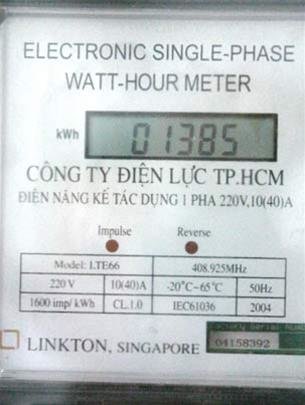 ELECTRONIC SINGLE-PHASE
WATT-HOUR METER
kWh 01385
CÔNG TY ĐIỆN LỰC TP.HCM
ĐIỆN NĂNG KẾ TÁC DỤNG 1 PHA 220V,10(40)A
Impulse Reverse
Model: LTE66 408.925MHz
220 V 10(40)A -20°C~65°C 50Hz
1600 imp/ kWh CL.1.0 IEC61036 2004
Factory Serial
LINKTON, SINGAPORE 04158392